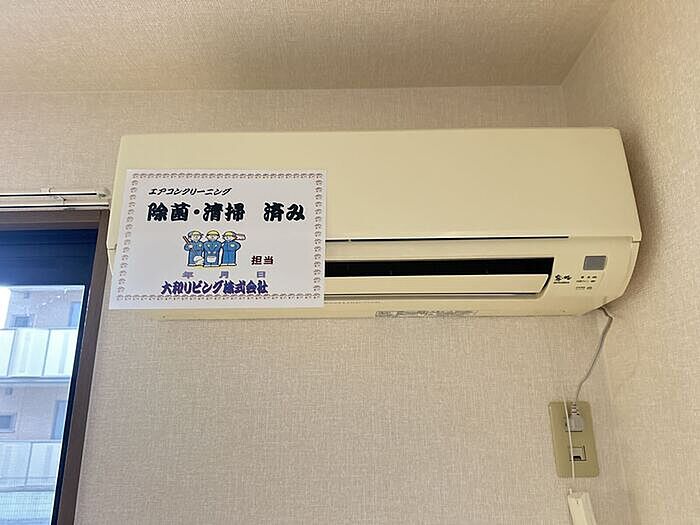 エアコンクリーニング
除菌・清掃　済み
担当
年　月　日
大和リビング株式会社